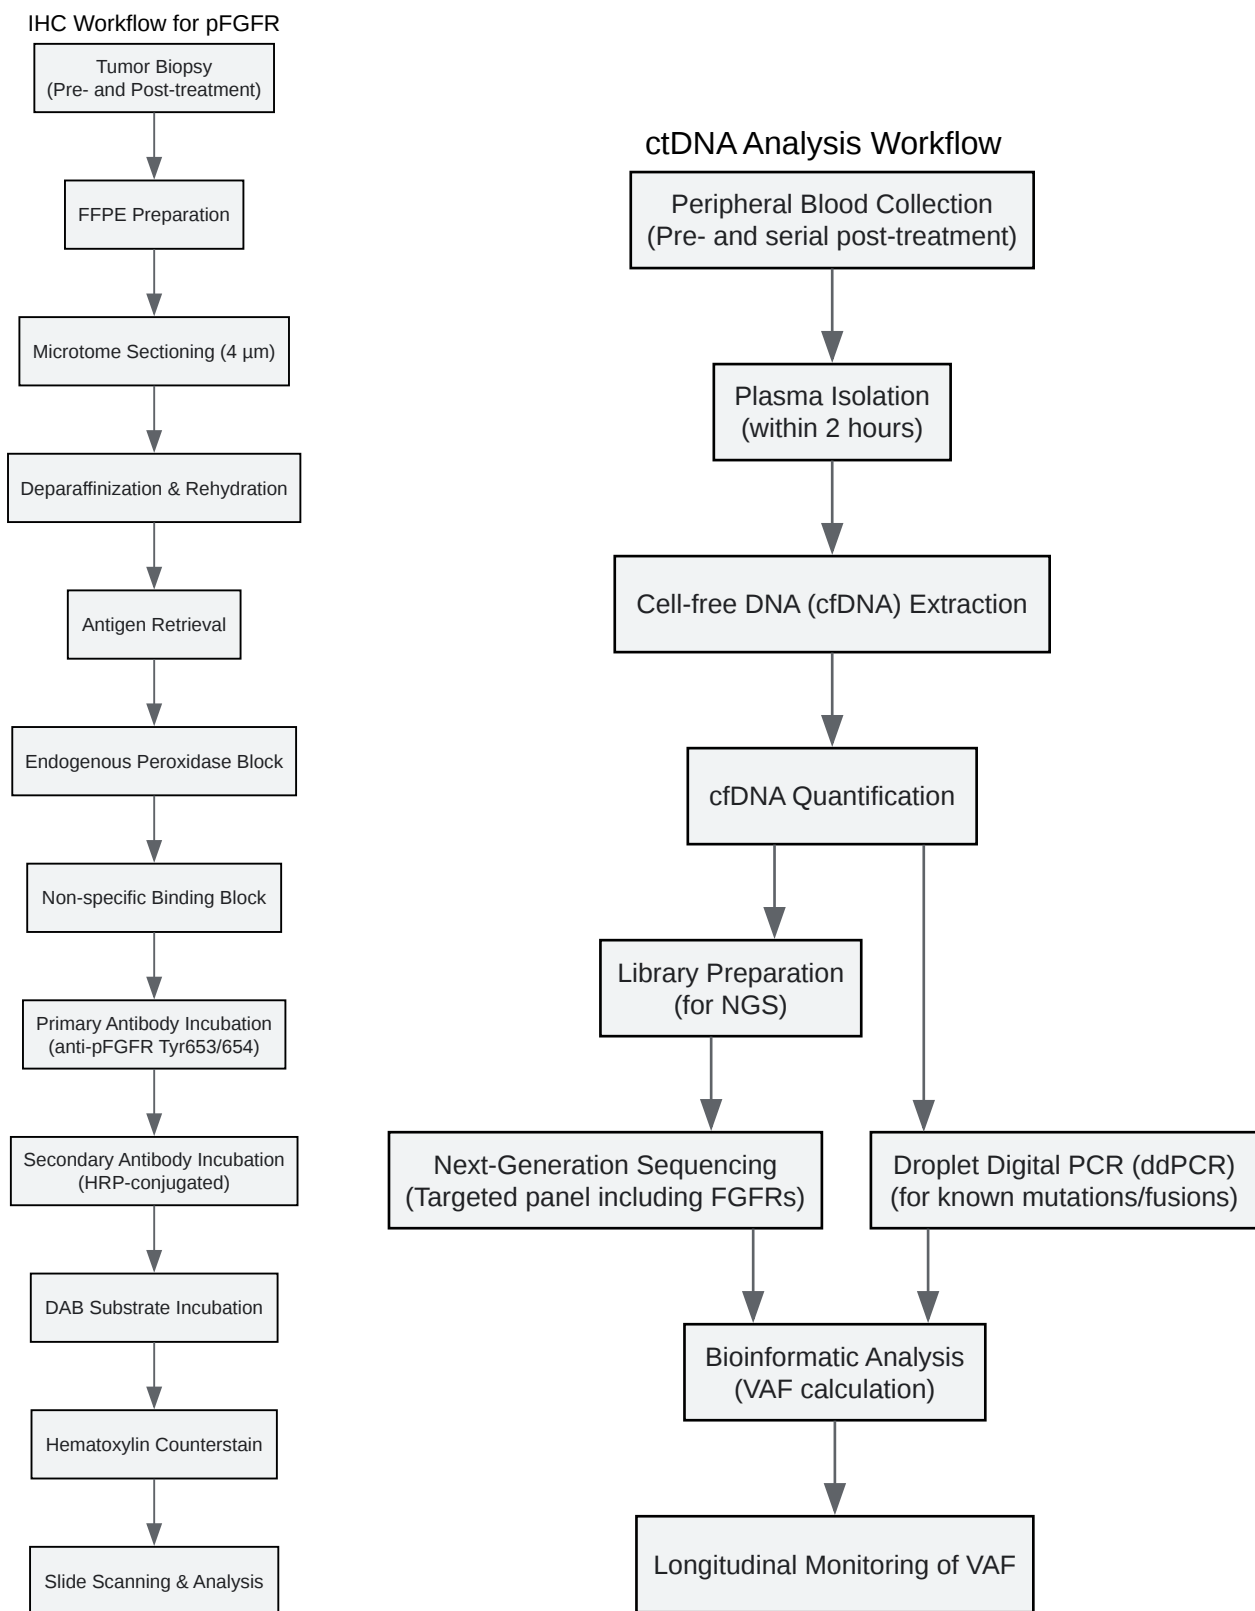 IHC Workflow for pFGFR
Tumor Biopsy
(Pre- and Post-treatment)
FFPE Preparation
Microtome Sectioning (4 µm)
Deparaffinization & Rehydration
Antigen Retrieval
Endogenous Peroxidase Block
Non-specific Binding Block
Primary Antibody Incubation
(anti-pFGFR Tyr653/654)
Secondary Antibody Incubation
(HRP-conjugated)
DAB Substrate Incubation
Hematoxylin Counterstain
Slide Scanning & Analysis
ctDNA Analysis Workflow
Peripheral Blood Collection
(Pre- and serial post-treatment)
Plasma Isolation
(within 2 hours)
Cell-free DNA (cfDNA) Extraction
cfDNA Quantification
Library Preparation
(for NGS)
Next-Generation Sequencing
(Targeted panel including FGFRs)
Droplet Digital PCR (ddPCR)
(for known mutations/fusions)
Bioinformatic Analysis
(VAF calculation)
Longitudinal Monitoring of VAF